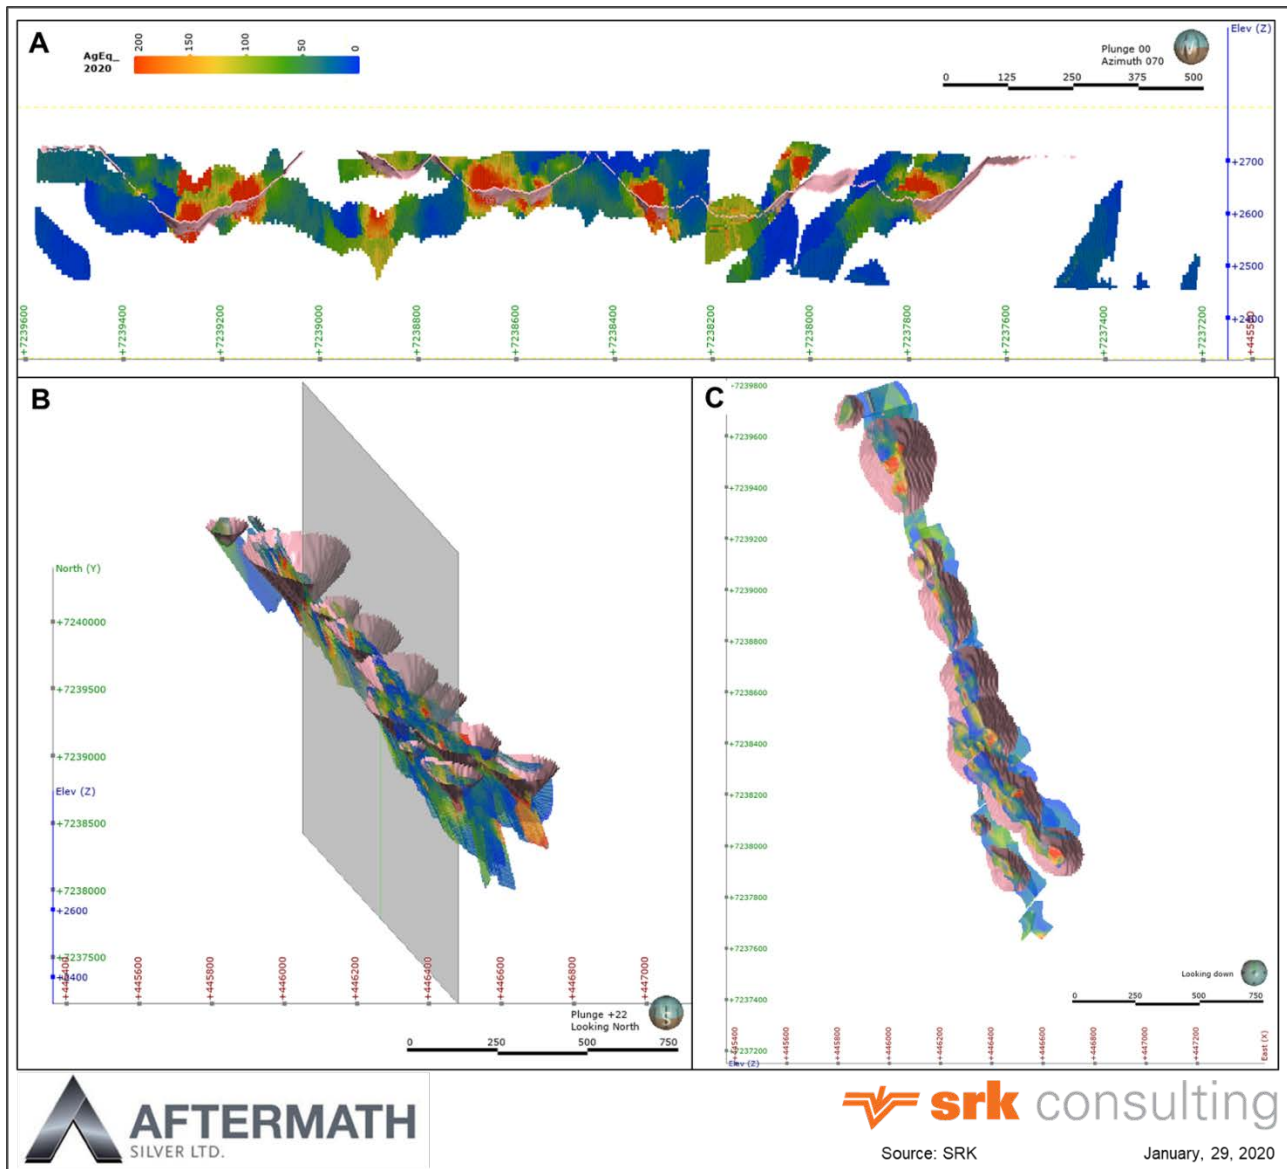 A
AgEq_
2020
200
150
100
50
0
Plunge 00
Azimuth 070
0 125 250 375 500
Elev (Z)
+2700
+2600
+2500
+2400
+7239600
+7239400
+7239200
+7239000
+7238800
+7238600
+7238400
+7238200
+7238000
+7237800
+7237600
+7237400
+7237200
B
North (Y)
+7240000
+7239500
+7239000
Elev (Z)
+7238500
+7238000
+2600
+7237500
+445600
+445800
+446000
+446200
+446400
+446600
+446800
+447000
Plunge +22
Looking North
S
0 250 500 750
C
+7239600
+7239400
+7239200
+7239000
+7238800
+7238600
+7238400
+7238200
+7238000
+7237800
+7237600
+7237400
+7237200
Elev (Z)
+445600
+445800
+446000
+446200
+446400
+446600
+446800
+447000
+447200
East (X)
Looking down
0 250 500 750
AFTERMATH
SILVER LTD.
srk consulting
Source: SRK January, 29, 2020